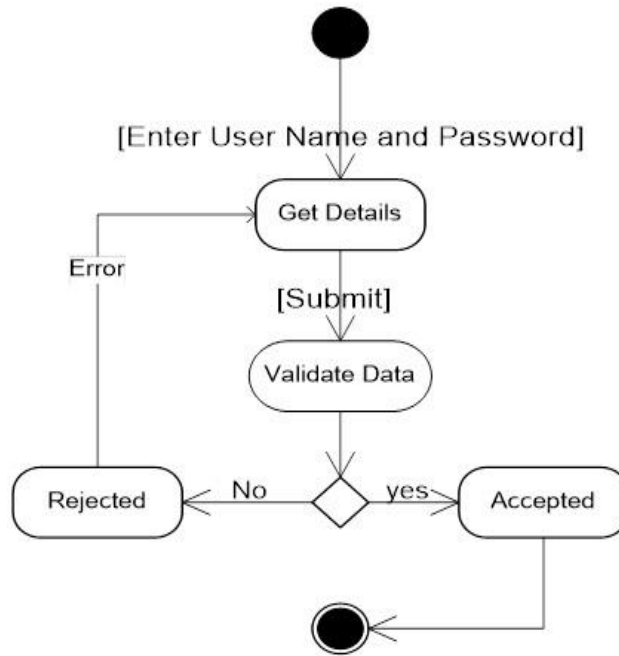 [Enter User Name and Password]
Get Details
Error
[Submit]
Validate Data
Rejected
No
yes
Accepted